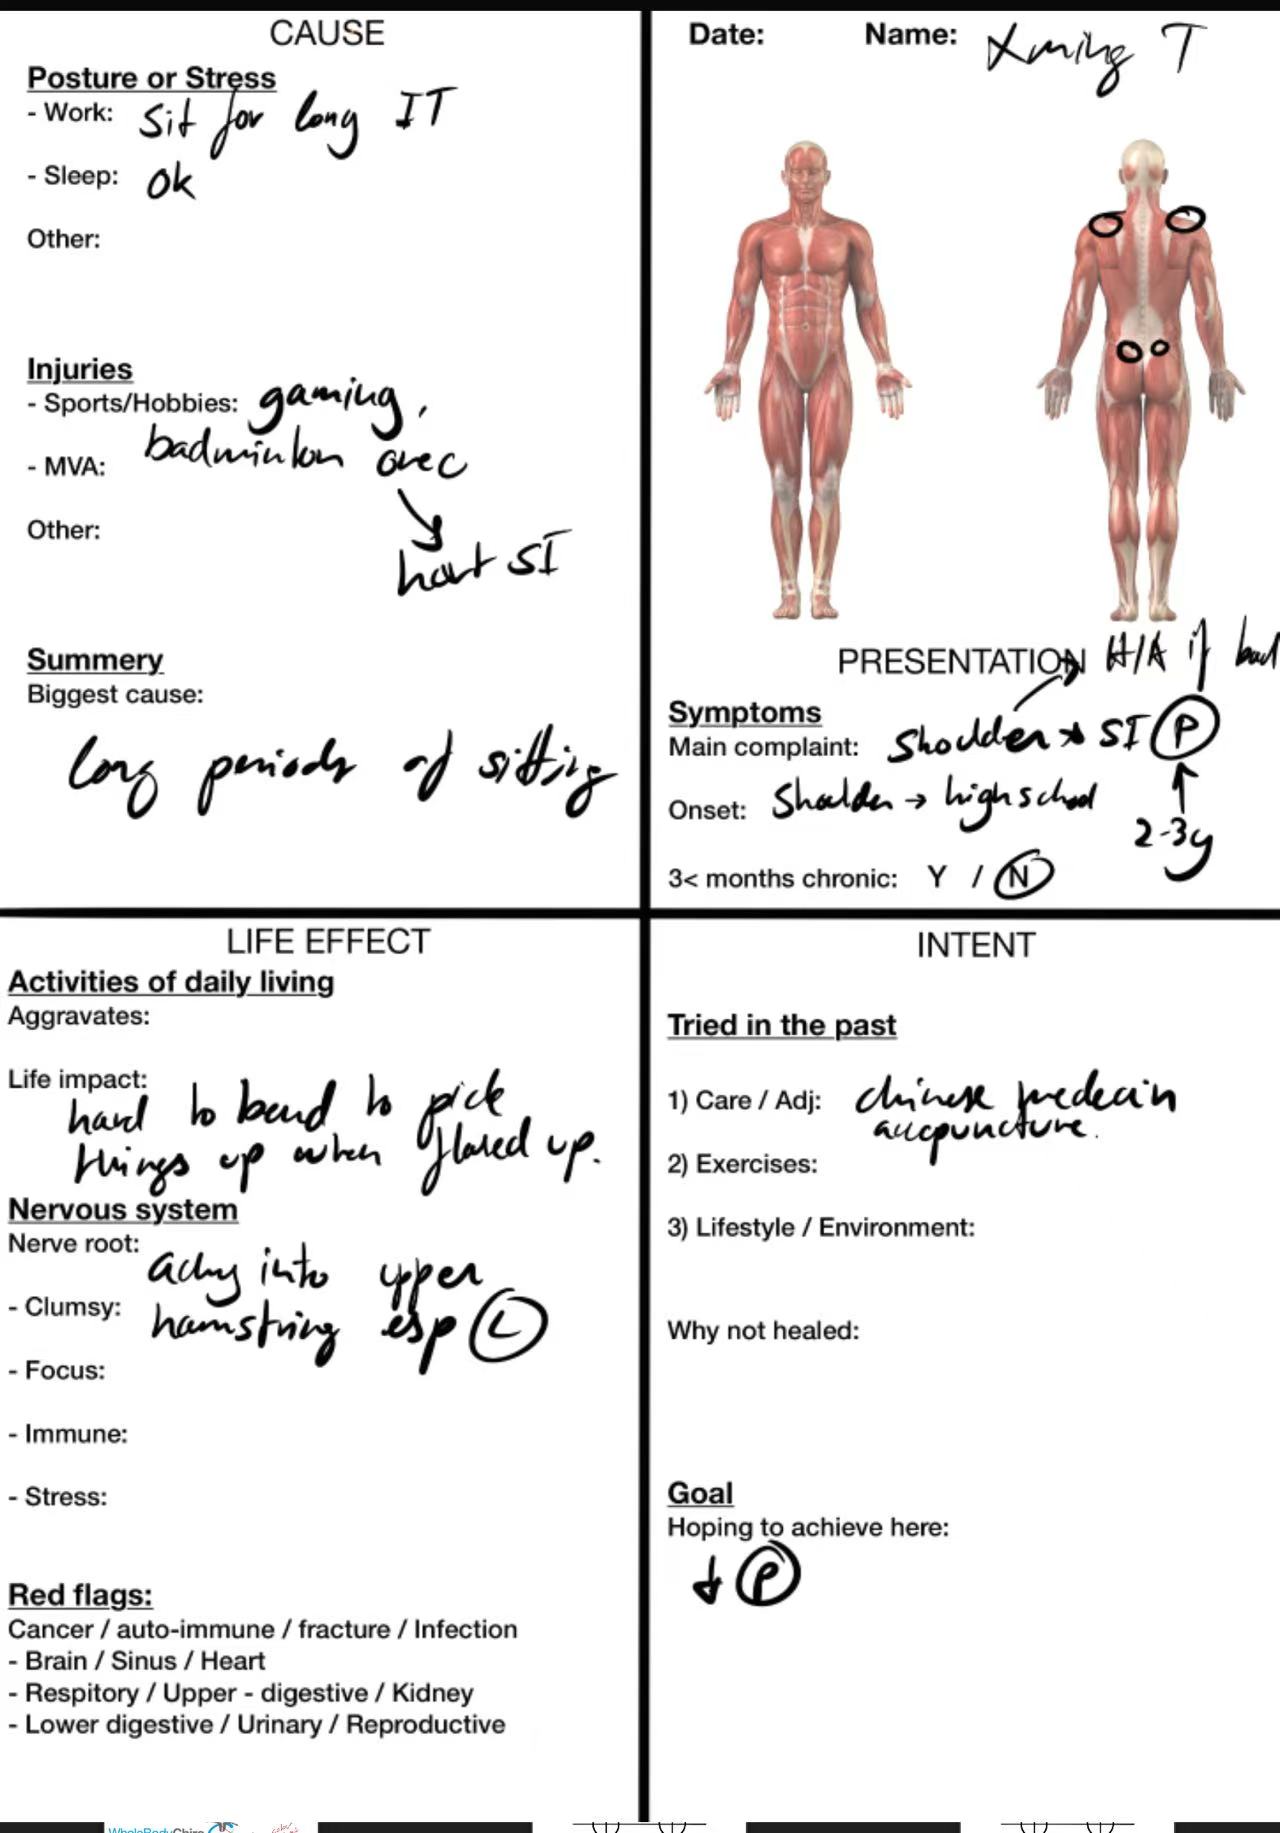 CAUSE
Posture or Stress
- Work: Sit for long IT
- Sleep: ok
Other:
Injuries
- Sports/Hobbies: gaming,
badminton
- MVA:
Other:
hurt SI
Summery
Biggest cause:
long periods of sitting
Date: Name: Xming T
PRESENTATION
H/A if bad
Symptoms
Main complaint: Shoulder SI P
Onset: Shoulder → high school
2-3y
3< months chronic: Y / N
LIFE EFFECT
Activities of daily living
Aggravates:
Life impact:
hard to bend to pick
things up when flared up.
Nervous system
Nerve root: achy into upper
- Clumsy: hamstring esp L
- Focus:
- Immune:
- Stress:
Red flags:
Cancer / auto-immune / fracture / Infection
- Brain / Sinus / Heart
- Respitory / Upper - digestive / Kidney
- Lower digestive / Urinary / Reproductive
INTENT
Tried in the past
1) Care / Adj: chinese
2) Exercises:
3) Lifestyle / Environment:
Why not healed:
Goal
Hoping to achieve here:
↓ P
WholeBodyChiro